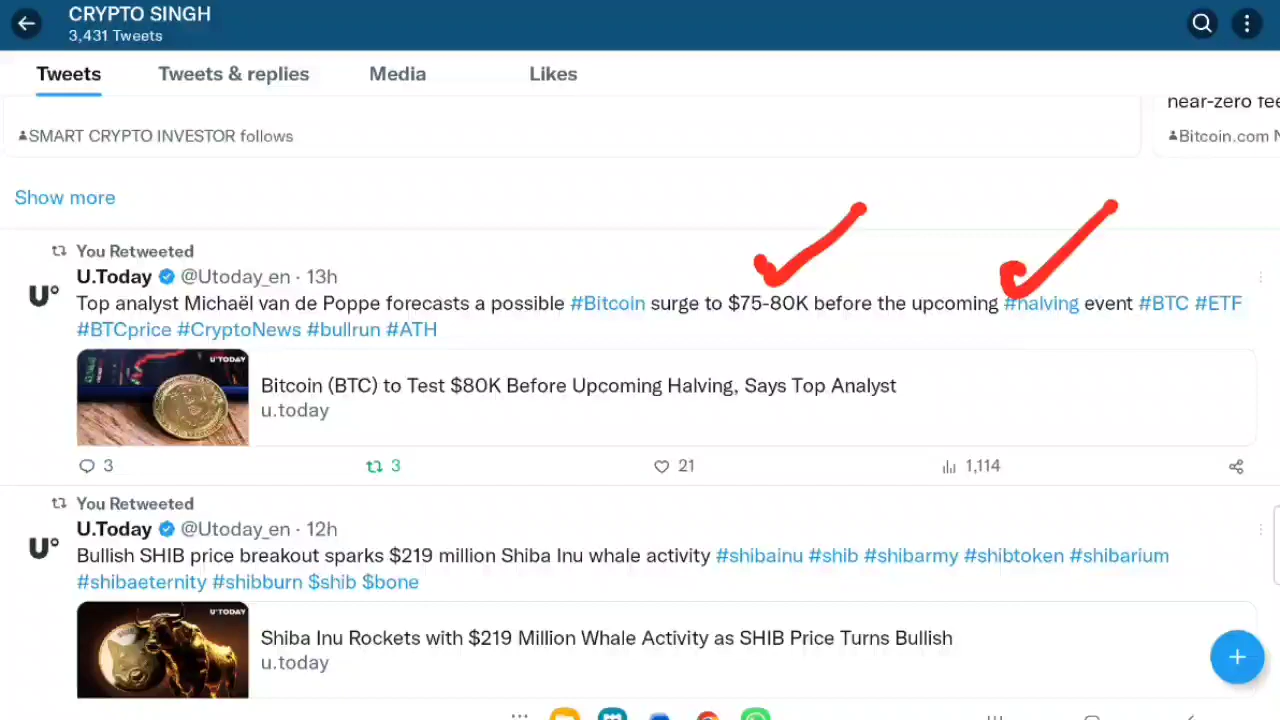 CRYPTO SINGH
3,431 Tweets
Tweets Tweets & replies Media Likes
near-zero fee
SMART CRYPTO INVESTOR follows
Bitcoin.com N
Show more
You Retweeted
U.Today @Utoday_en · 13h
Top analyst Michaël van de Poppe forecasts a possible #Bitcoin surge to $75-80K before the upcoming #halving event #BTC #ETF
#BTCprice #CryptoNews #bullrun #ATH
U°
U°TODAY
Bitcoin (BTC) to Test $80K Before Upcoming Halving, Says Top Analyst
u.today
3 3 21 1,114
You Retweeted
U.Today @Utoday_en · 12h
Bullish SHIB price breakout sparks $219 million Shiba Inu whale activity #shibainu #shib #shibarmy #shibtoken #shibarium
#shibaeternity #shibburn $shib $bone
U°
U°TODAY
Shiba Inu Rockets with $219 Million Whale Activity as SHIB Price Turns Bullish
u.today